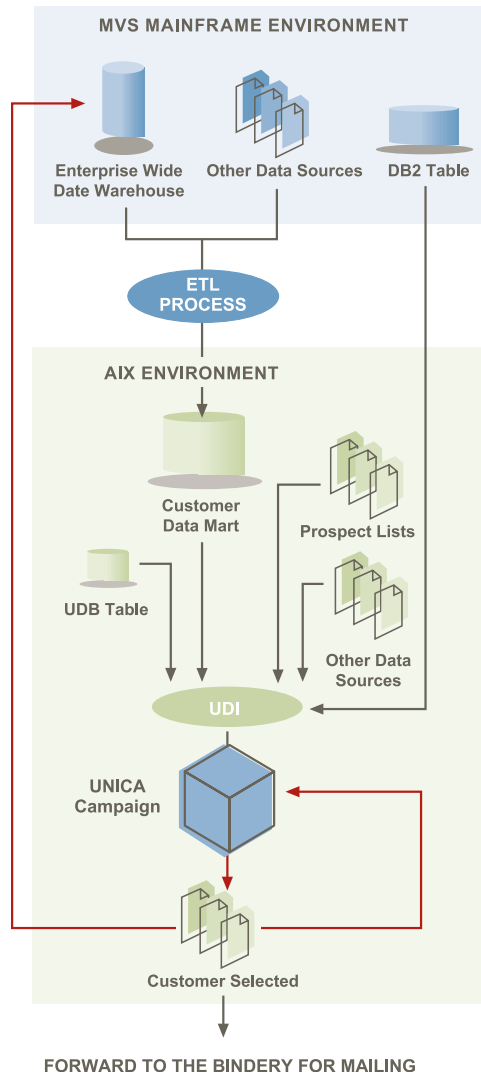 MVS MAINFRAME ENVIRONMENT
Enterprise Wide
Date Warehouse
Other Data Sources
DB2 Table
ETL
PROCESS
AIX ENVIRONMENT
Customer
Data Mart
Prospect Lists
UDB Table
Other Data
Sources
UDI
UNICA
Campaign
Customer Selected
FORWARD TO THE BINDERY FOR MAILING